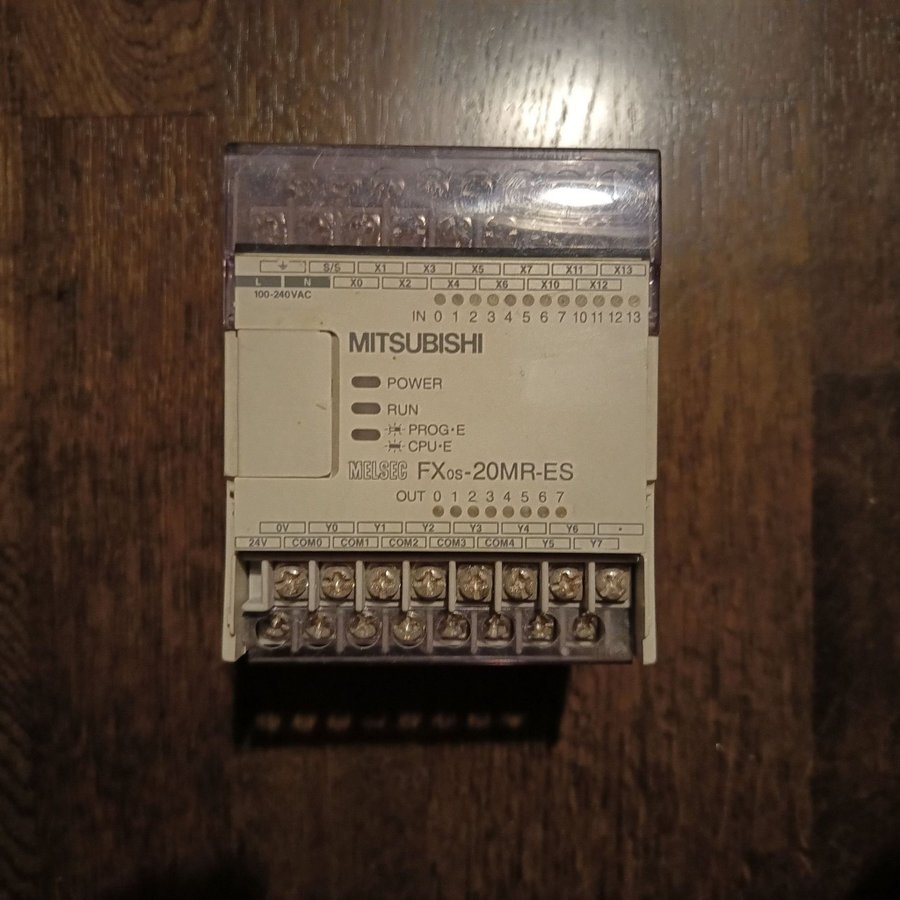 ⏚ S/S X1 X3 X5 X7 X11 X13
L N X0 X2 X4 X6 X10 X12
100-240VAC
IN 0 1 2 3 4 5 6 7 10 11 12 13
MITSUBISHI
POWER
RUN
PROG·E
CPU·E
MELSEC FX0S-20MR-ES
OUT 0 1 2 3 4 5 6 7
0V Y0 Y1 Y2 Y3 Y4 Y6 •
24V COM0 COM1 COM2 COM3 COM4 Y5 Y7